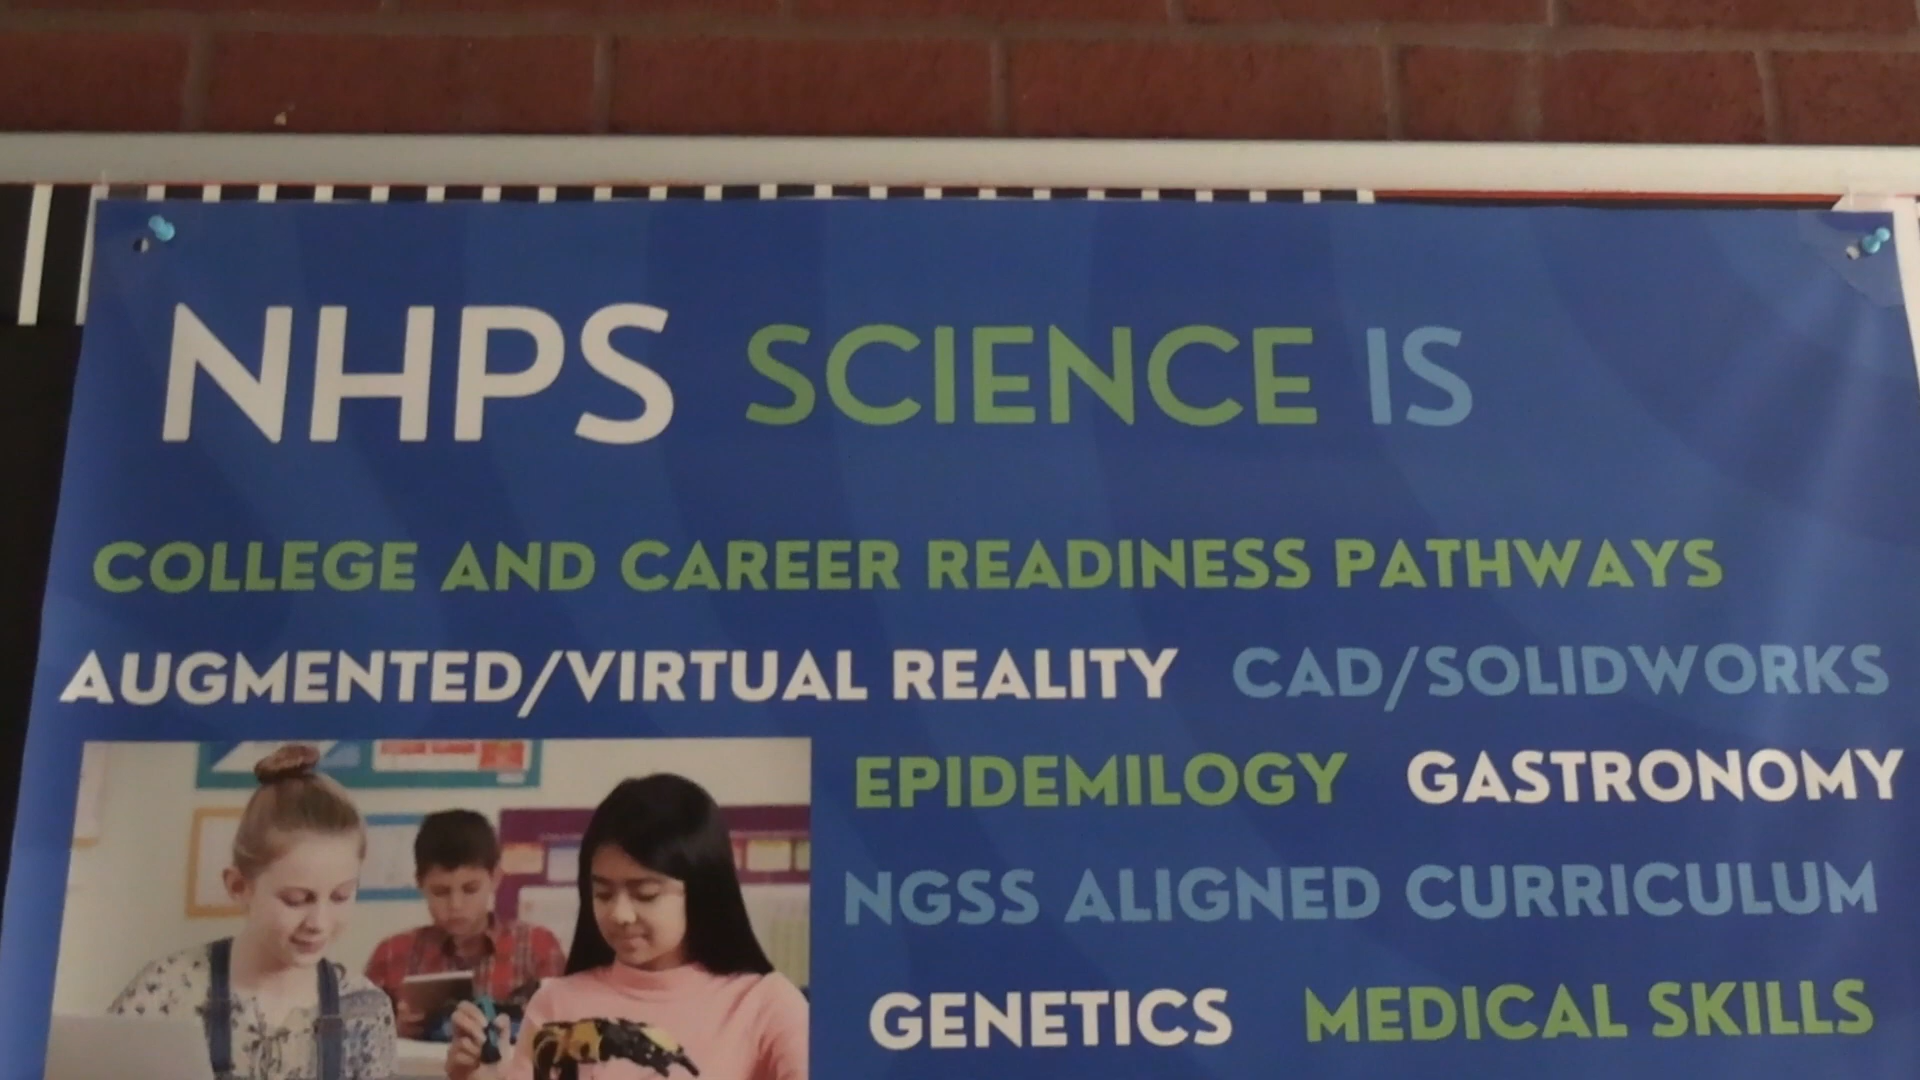 NHPS SCIENCE IS
COLLEGE AND CAREER READINESS PATHWAYS
AUGMENTED/VIRTUAL REALITY CAD/SOLIDWORKS
EPIDEMILOGY GASTRONOMY
NGSS ALIGNED CURRICULUM
GENETICS MEDICAL SKILLS